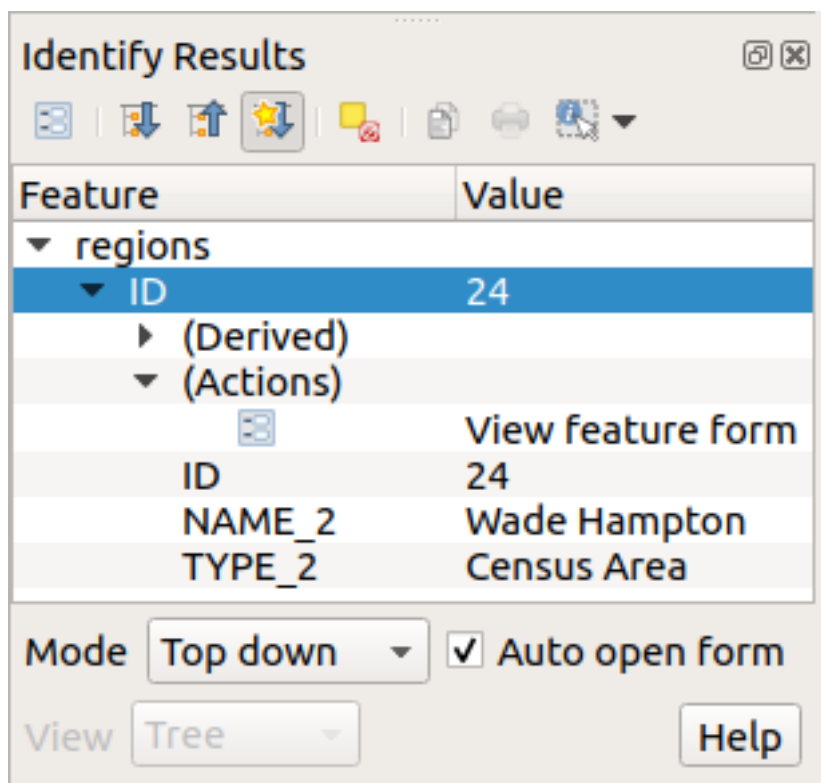 Identify Results
Feature Value
regions
ID 24
(Derived)
(Actions)
View feature form
ID 24
NAME_2 Wade Hampton
TYPE_2 Census Area
Mode Top down Auto open form
View Tree Help